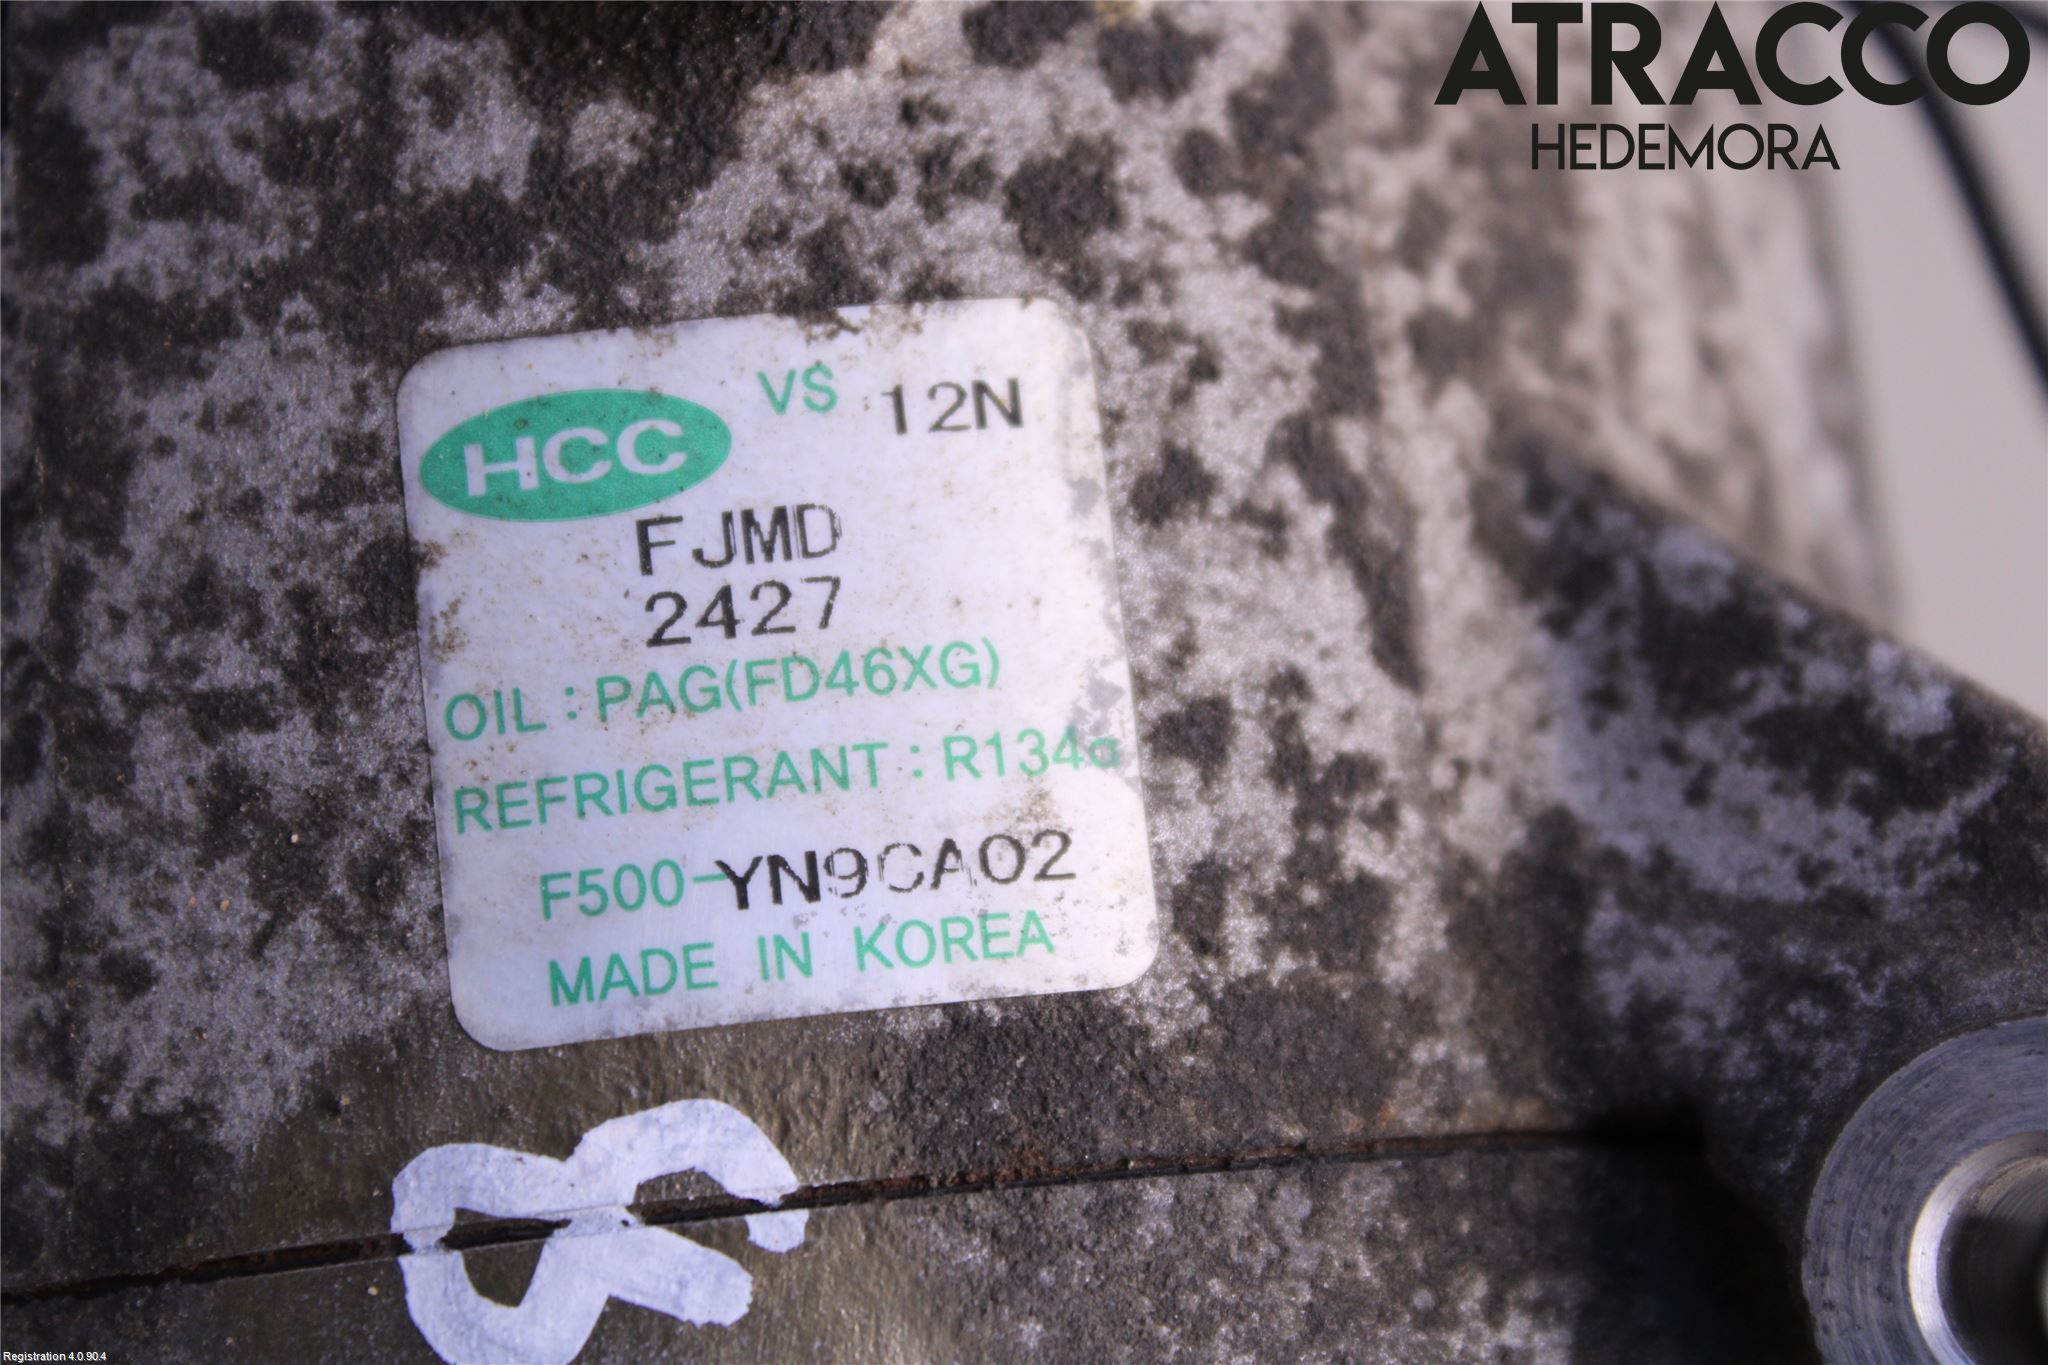 ATRACCO
HEDEMORA
HCC VS 12N
FJMD
2427
OIL : PAG(FD46XG)
REFRIGERANT : R134a
F500-YN9CA02
MADE IN KOREA
Registration 4.0.90.4